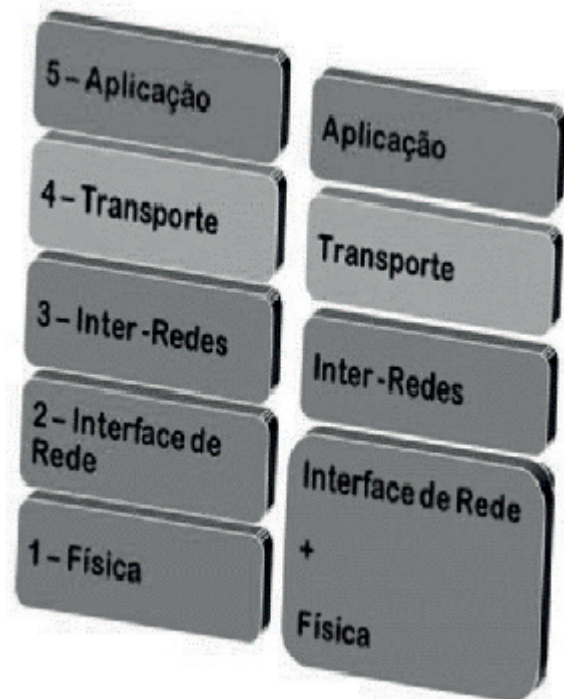 5 – Aplicação
4 – Transporte
3 – Inter-Redes
2 – Interface de
Rede
1 – Física
Aplicação
Transporte
Inter-Redes
Interface de Rede
+
Física